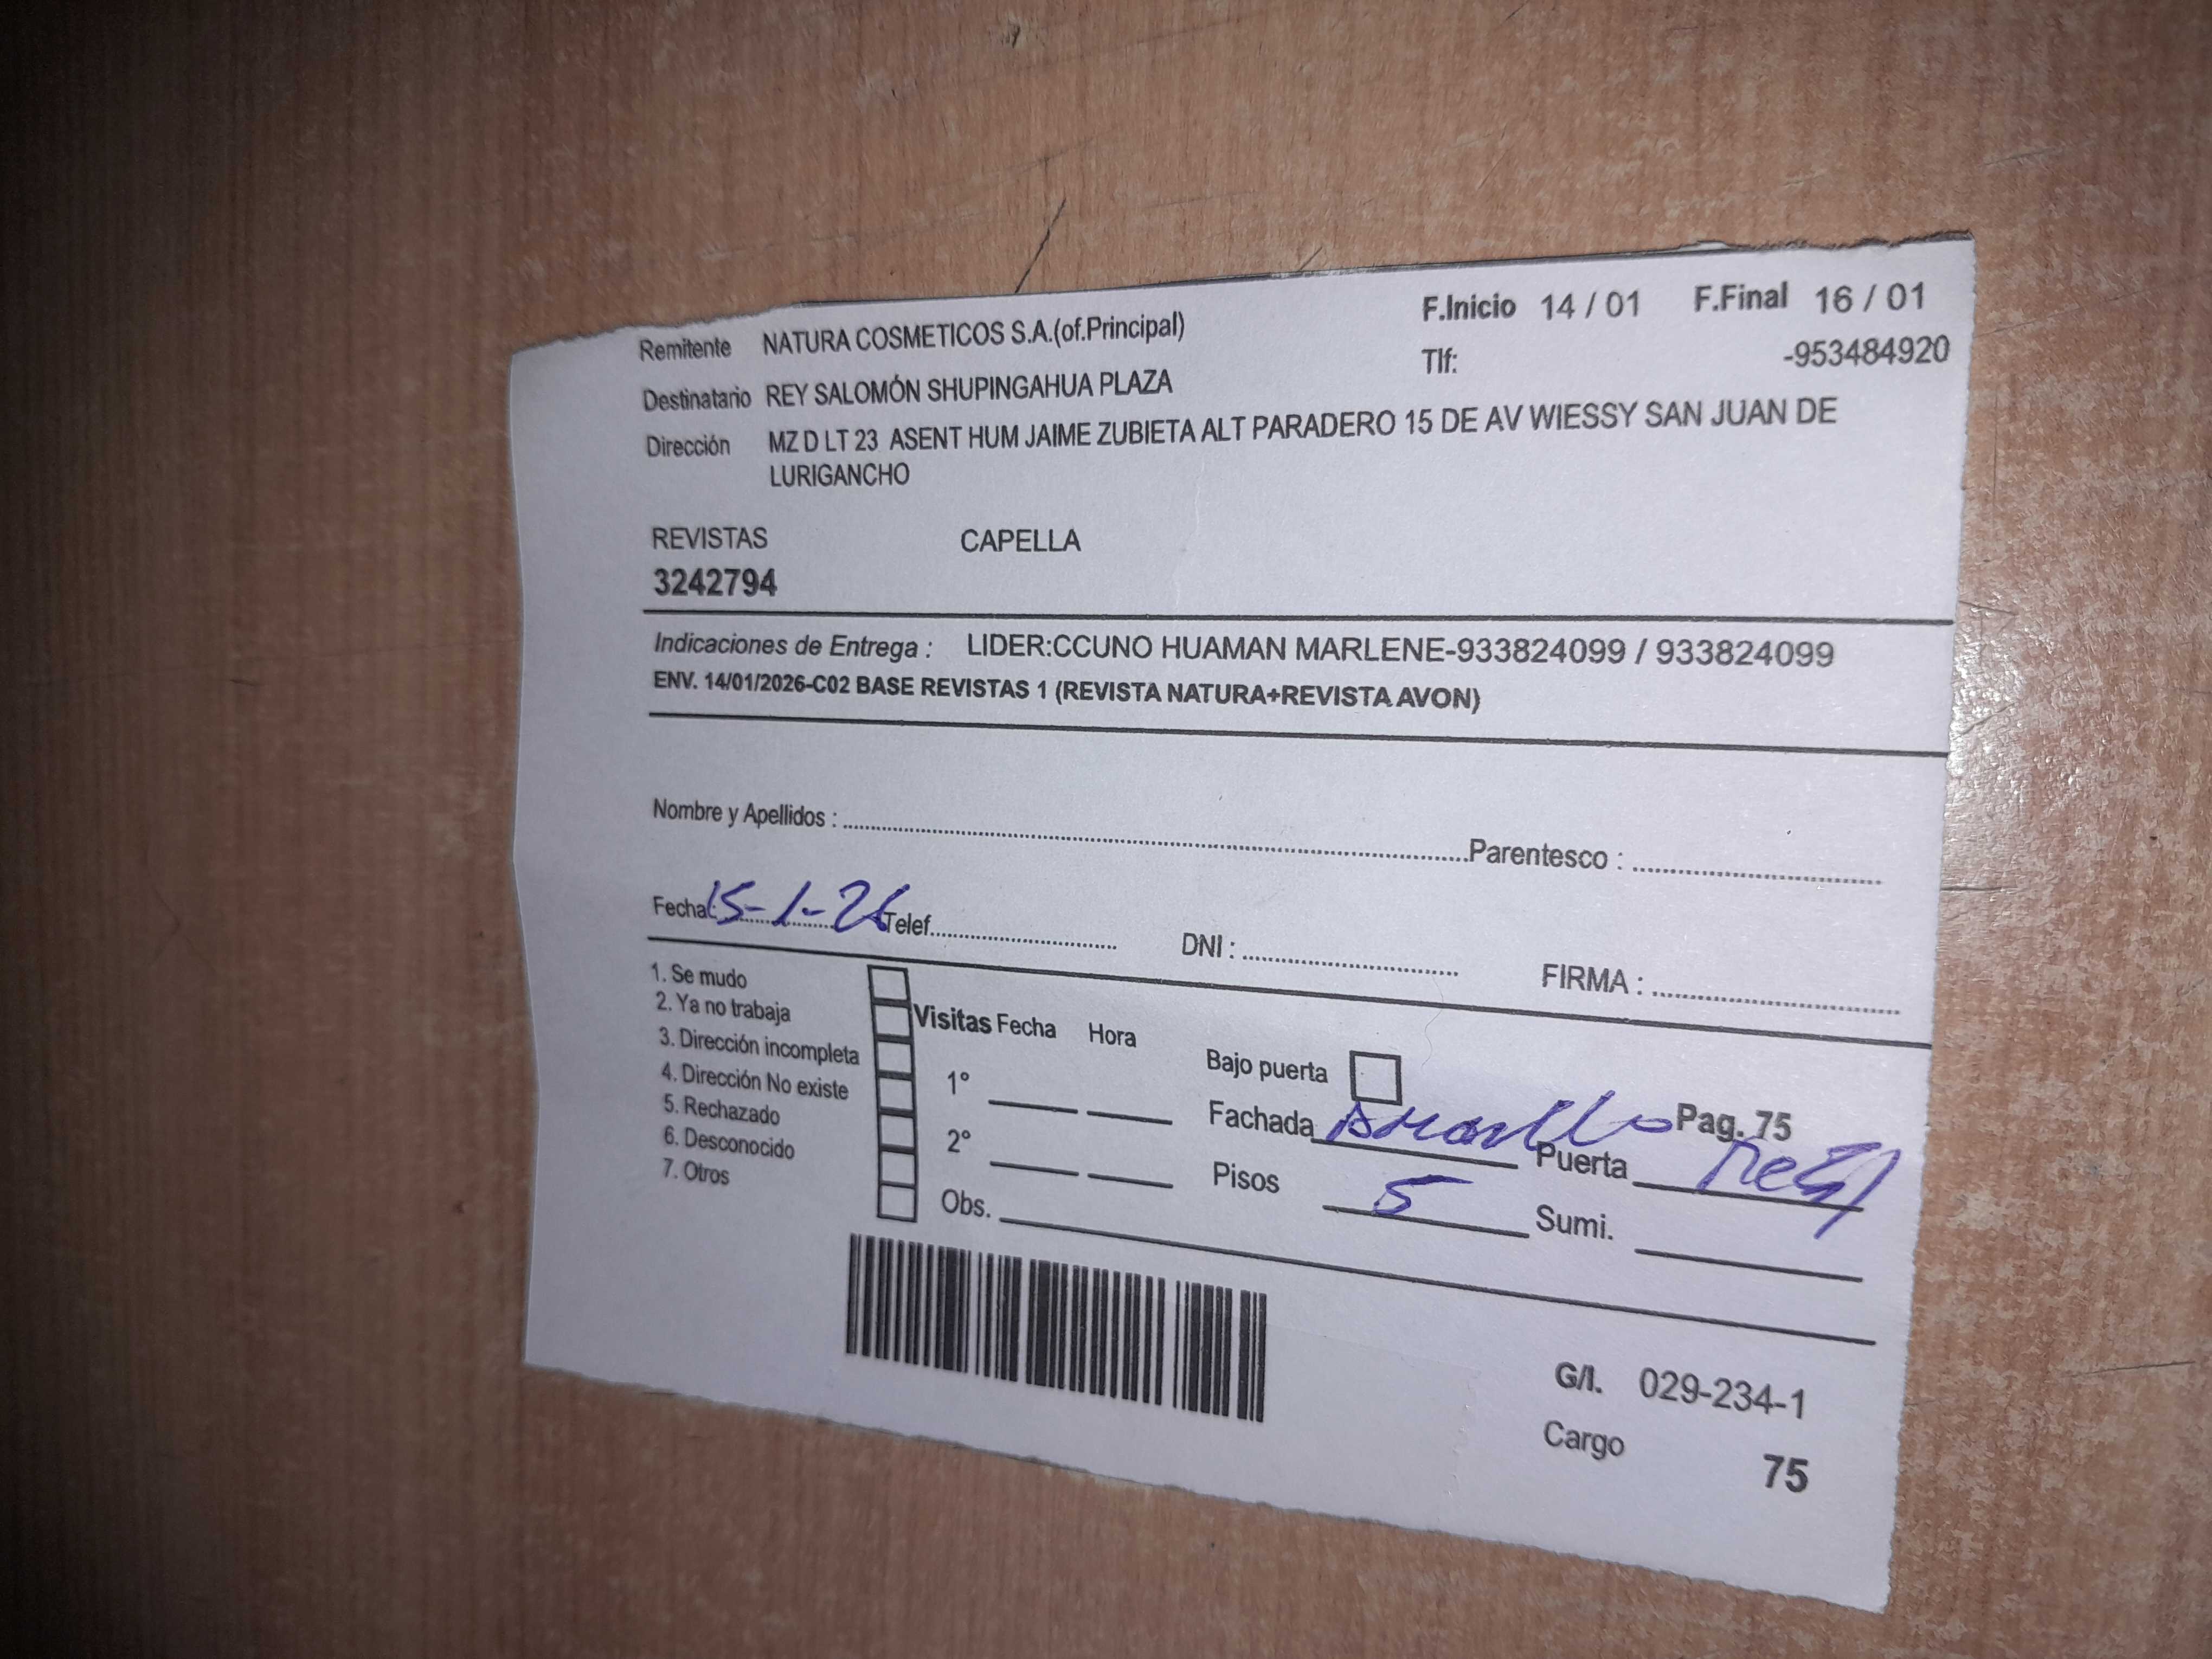 F.Inicio 14 / 01 F.Final 16 / 01
Remitente NATURA COSMETICOS S.A.(of.Principal)
Tlf: -953484920
Destinatario REY SALOMÓN SHUPINGAHUA PLAZA
Dirección MZ D LT 23 ASENT HUM JAIME ZUBIETA ALT PARADERO 15 DE AV WIESSY SAN JUAN DE
LURIGANCHO
REVISTAS CAPELLA
3242794
Indicaciones de Entrega : LIDER:CCUNO HUAMAN MARLENE-933824099 / 933824099
ENV. 14/01/2026-C02 BASE REVISTAS 1 (REVISTA NATURA+REVISTA AVON)
Nombre y Apellidos : Parentesco :
Fecha: 15-1-26 Telef. DNI : FIRMA :
1. Se mudo
2. Ya no trabaja
3. Dirección incompleta
4. Dirección No existe
5. Rechazado
6. Desconocido
7. Otros
Visitas Fecha Hora
1°
2°
Obs.
Bajo puerta
Pag. 75
Fachada Puerta
Pisos 5 Sumi.
G/I. 029-234-1
Cargo 75